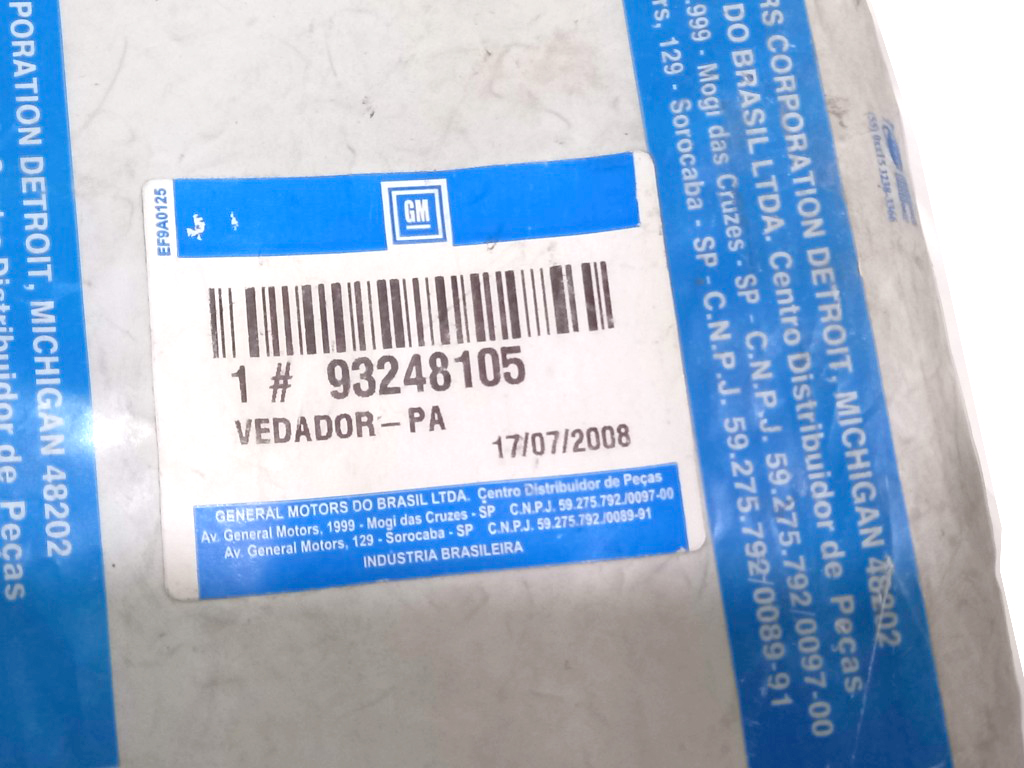 PORATION DETROIT, MICHIGAN 48202
Distribuidor de Peças
EF9A0125
GM
1 # 93248105
VEDADOR-PA
17/07/2008
GENERAL MOTORS DO BRASIL LTDA. Centro Distribuidor de Peças
Av. General Motors, 1999 - Mogi das Cruzes - SP C.N.P.J. 59.275.792./0097-00
Av. General Motors, 129 - Sorocaba - SP C.N.P.J. 59.275.792./0089-91
INDÚSTRIA BRASILEIRA
RS CORPORATION DETROIT, MICHIGAN 48202
DO BRASIL LTDA. Centro Distribuidor de Peças
.999 - Mogi das Cruzes - SP - C.N.P.J. 59.275.792/0097-00
rs, 129 - Sorocaba - SP - C.N.P.J. 59.275.792/0089-91